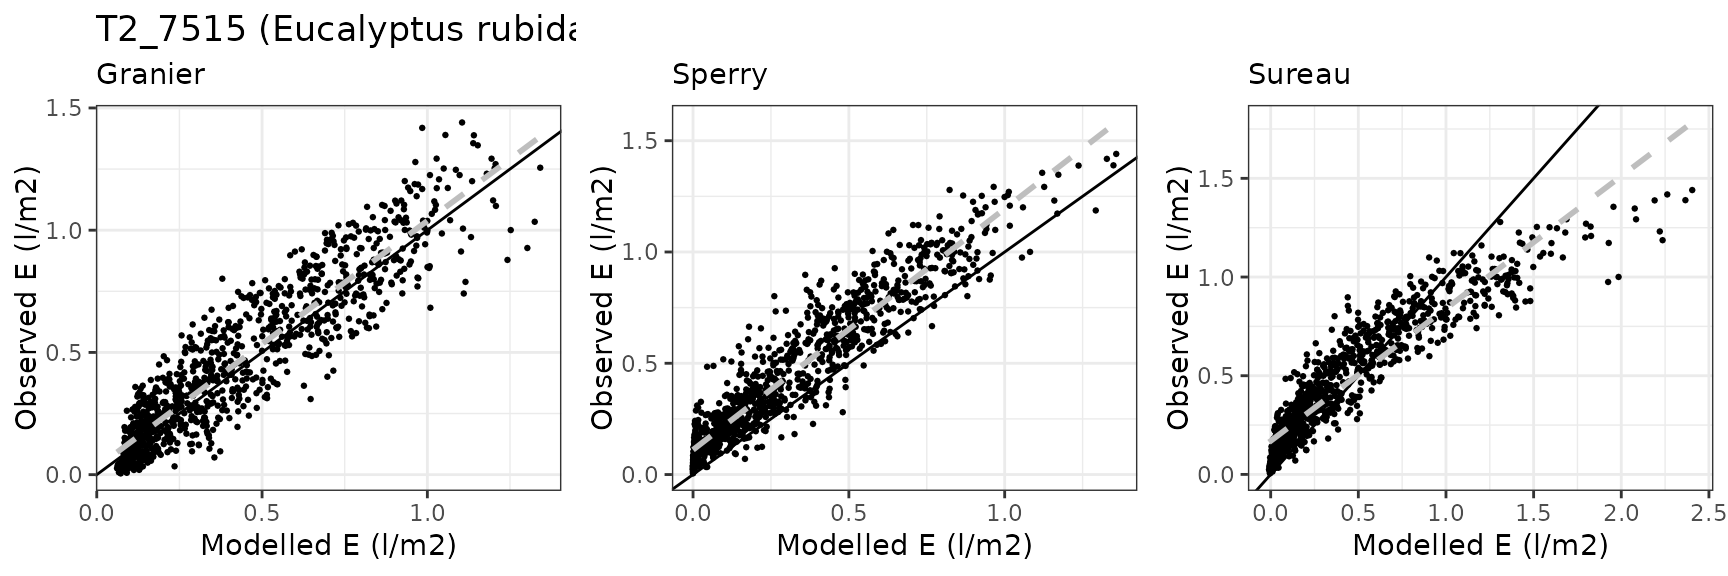 T2_7515 (Eucalyptus rubida
Granier
Sperry
Sureau
Observed E (l/m2)
1.5
1.0
0.5
0.0
0.0 0.5 1.0
Modelled E (l/m2)
Observed E (l/m2)
1.5
1.0
0.5
0.0
0.0 0.5 1.0
Modelled E (l/m2)
Observed E (l/m2)
1.5
1.0
0.5
0.0
0.0 0.5 1.0 1.5 2.0 2.5
Modelled E (l/m2)